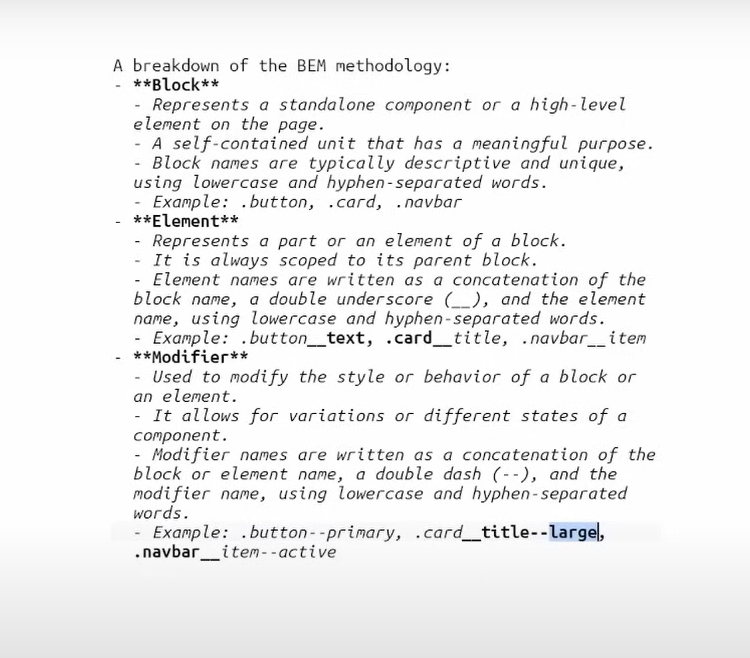 A breakdown of the BEM methodology:
- **Block**
- Represents a standalone component or a high-level
element on the page.
- A self-contained unit that has a meaningful purpose.
- Block names are typically descriptive and unique,
using lowercase and hyphen-separated words.
- Example: .button, .card, .navbar
- **Element**
- Represents a part or an element of a block.
- It is always scoped to its parent block.
- Element names are written as a concatenation of the
block name, a double underscore (__), and the element
name, using lowercase and hyphen-separated words.
- Example: .button__text, .card__title, .navbar__item
- **Modifier**
- Used to modify the style or behavior of a block or
an element.
- It allows for variations or different states of a
component.
- Modifier names are written as a concatenation of the
block or element name, a double dash (--), and the
modifier name, using lowercase and hyphen-separated
words.
- Example: .button--primary, .card__title--large,
.navbar__item--active